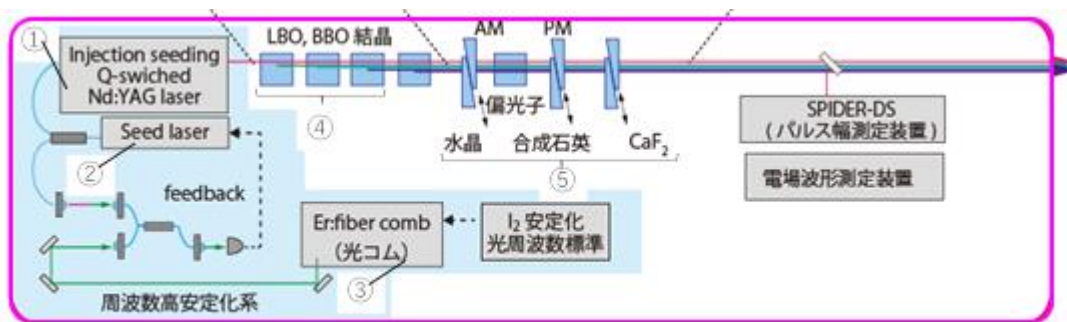 ①
Injection seeding
Q-swiched
Nd:YAG laser
LBO, BBO 結晶
④
AM
PM
偏光子
水晶
合成石英
CaF₂
⑤
SPIDER-DS
(パルス幅測定装置)
電場波形測定装置
Seed laser
②
feedback
Er:fiber comb
(光コム)
③
I₂ 安定化
光周波数標準
周波数高安定化系